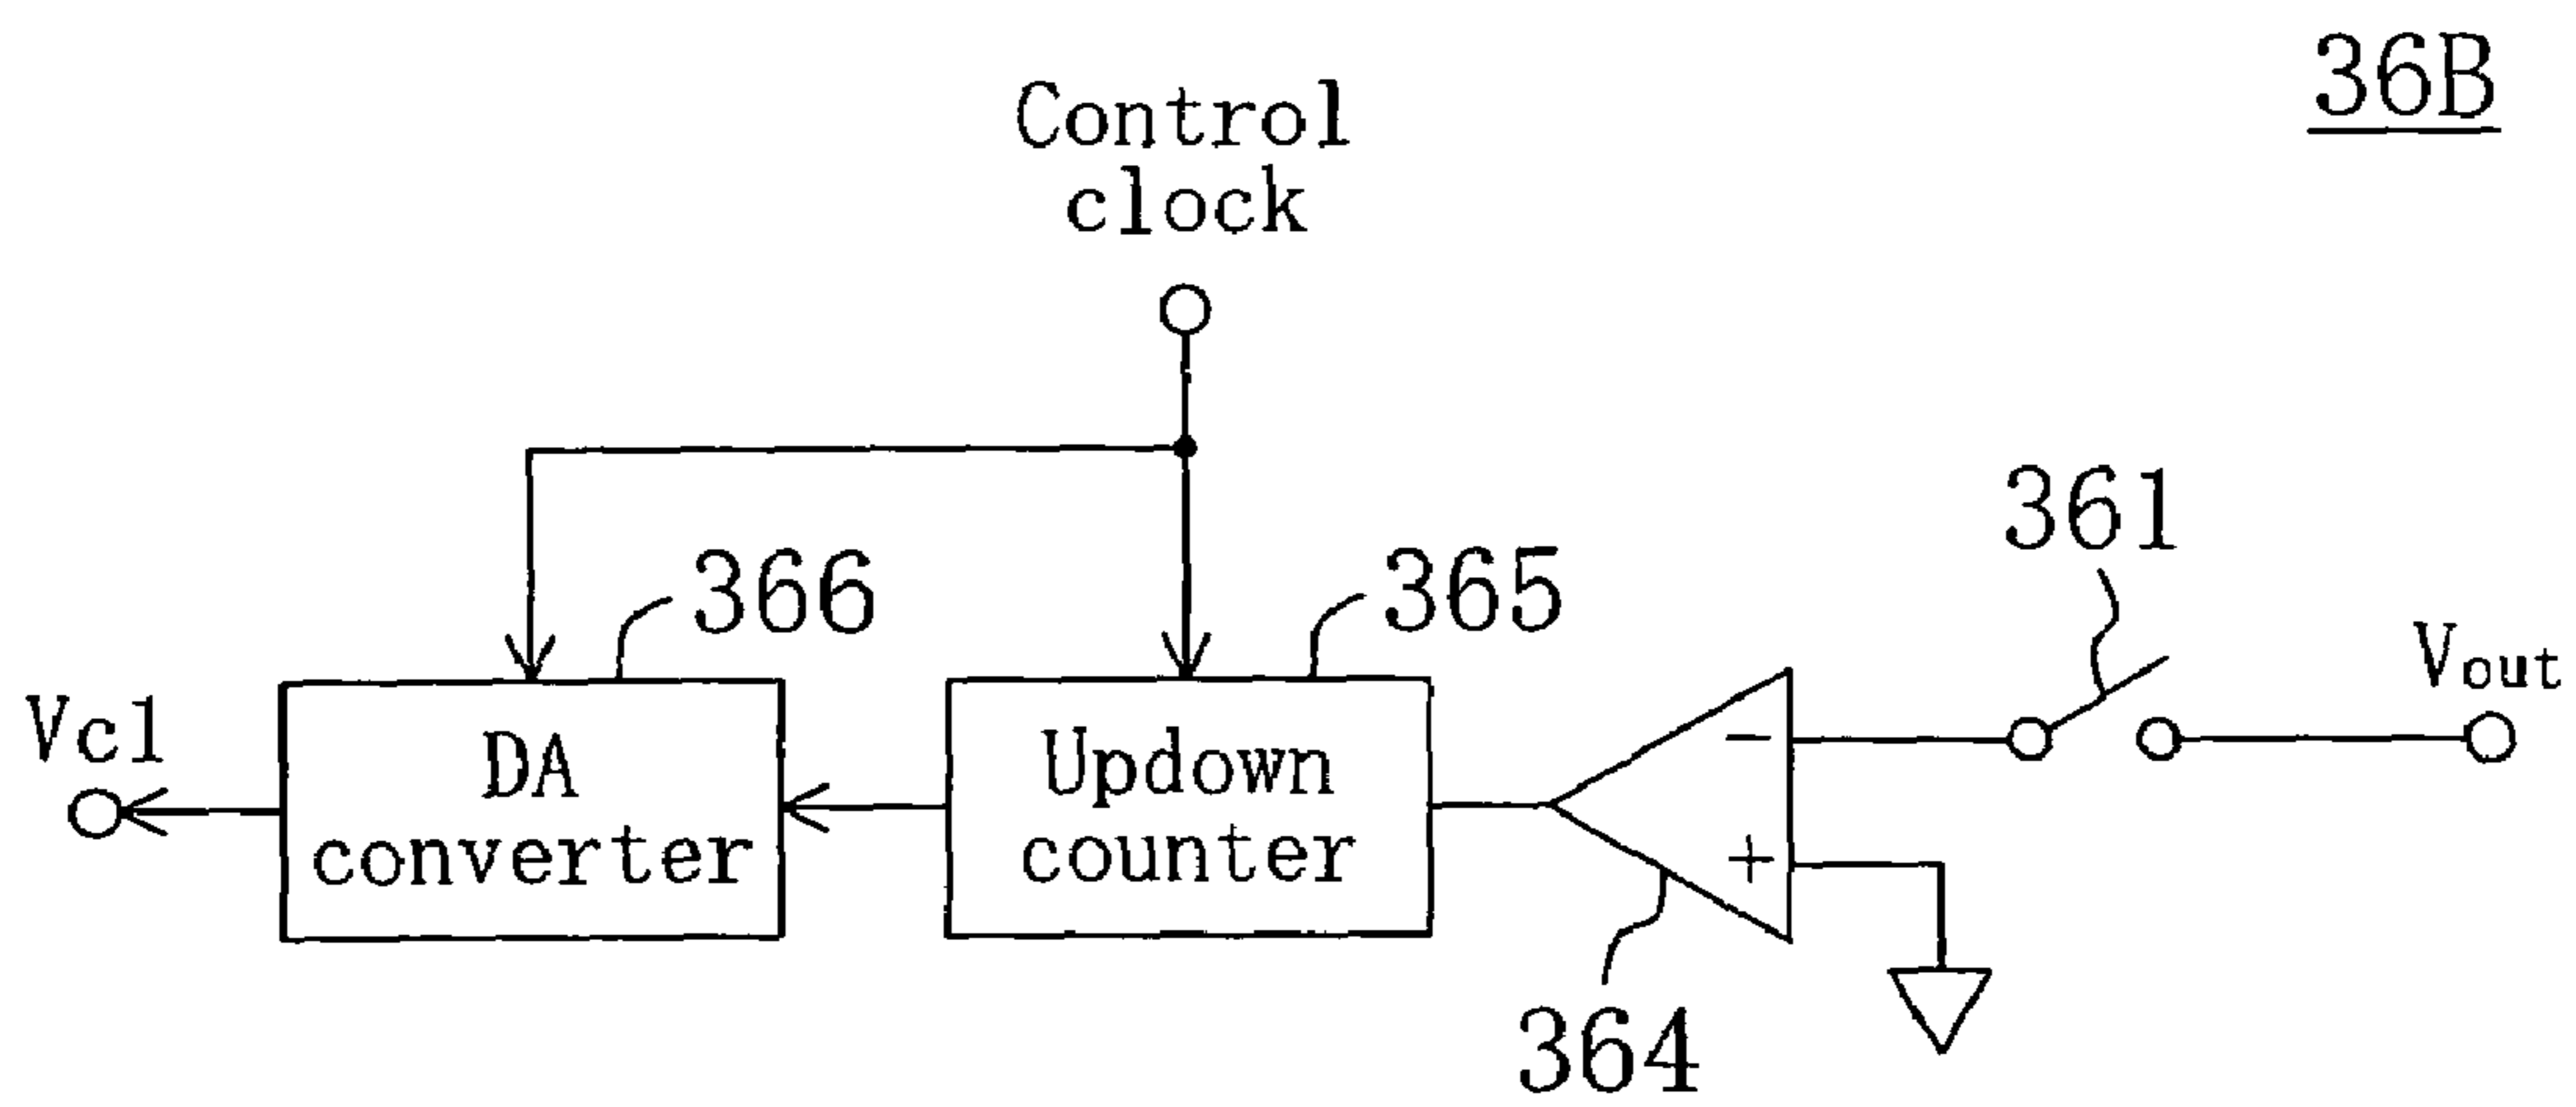 36B
Control
clock
361
366
365
Vout
Vc1
DA
converter
Updown
counter
−
+
364